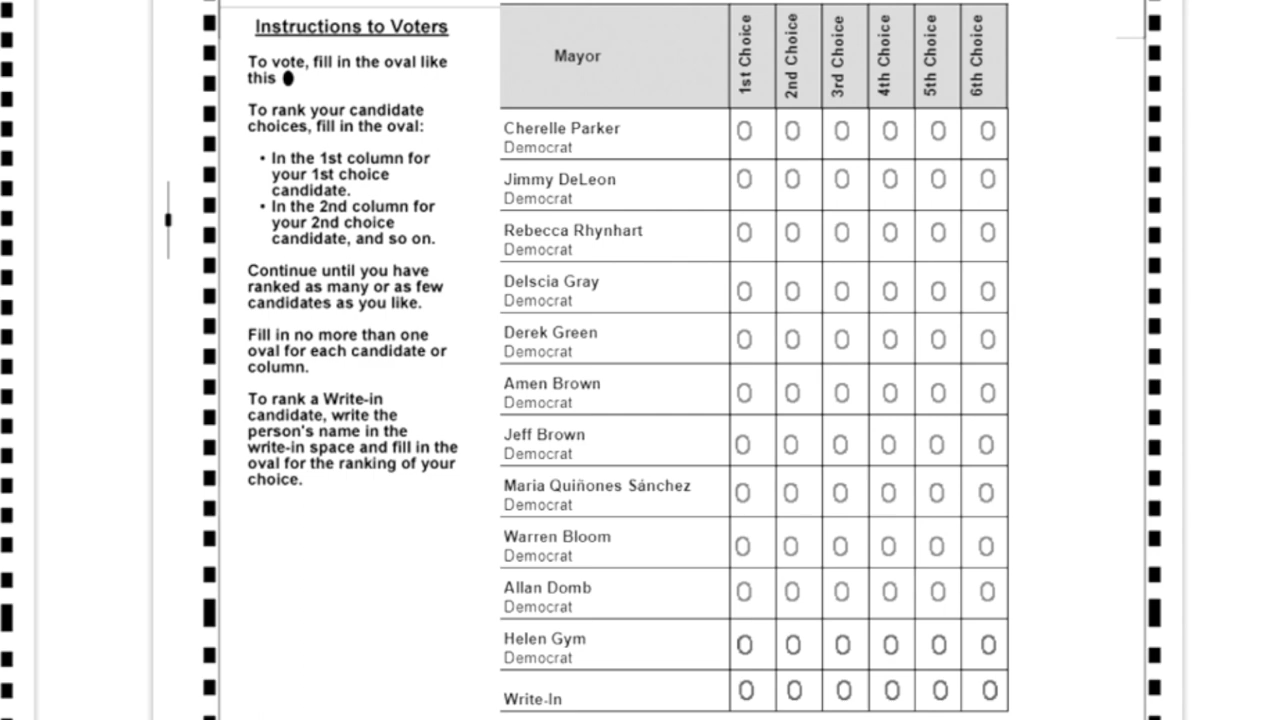 Instructions to Voters
To vote, fill in the oval like
this
To rank your candidate
choices, fill in the oval:
• In the 1st column for
your 1st choice
candidate.
• In the 2nd column for
your 2nd choice
candidate, and so on.
Continue until you have
ranked as many or as few
candidates as you like.
Fill in no more than one
oval for each candidate or
column.
To rank a Write-in
candidate, write the
person's name in the
write-in space and fill in the
oval for the ranking of your
choice.
Mayor
1st Choice
2nd Choice
3rd Choice
4th Choice
5th Choice
6th Choice
Cherelle Parker
Democrat
Jimmy DeLeon
Democrat
Rebecca Rhynhart
Democrat
Delscia Gray
Democrat
Derek Green
Democrat
Amen Brown
Democrat
Jeff Brown
Democrat
Maria Quiñones Sánchez
Democrat
Warren Bloom
Democrat
Allan Domb
Democrat
Helen Gym
Democrat
Write-In